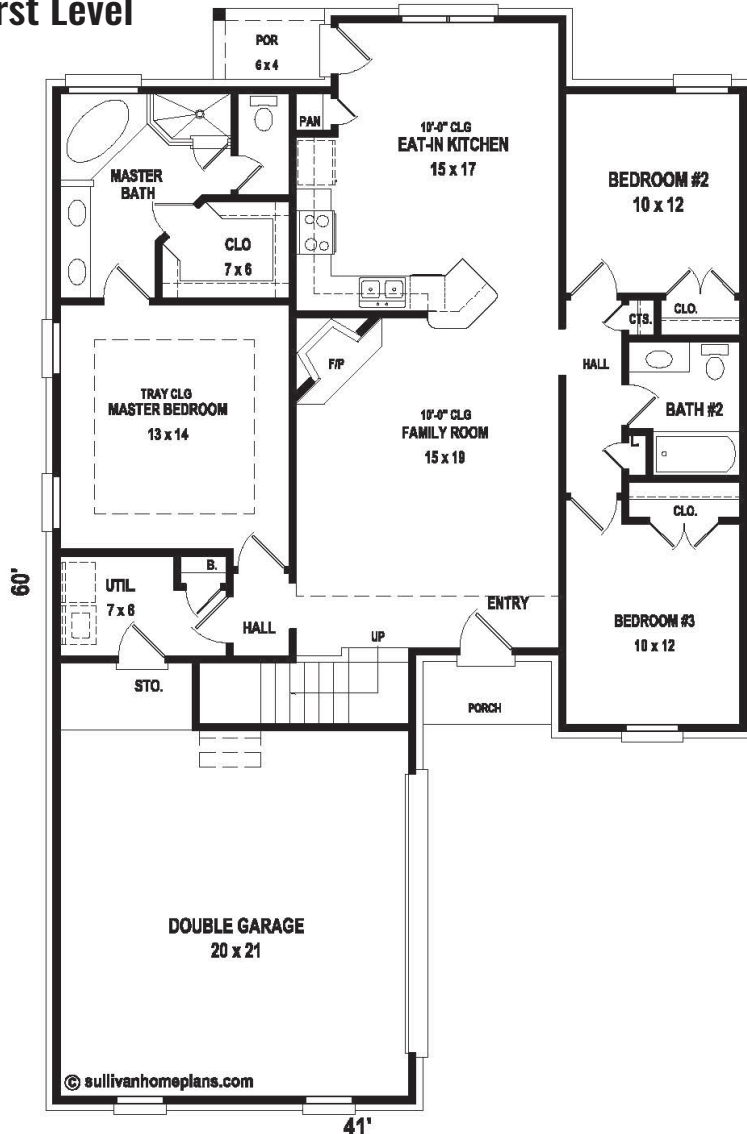 rst Level
POR
6 x 4
PAN
10'-0" CLG
EAT-IN KITCHEN
15 x 17
MASTER
BATH
BEDROOM #2
10 x 12
CLO
7 x 6
CTS.
CLO.
F/P
HALL
TRAY CLG
MASTER BEDROOM
13 x 14
10'-0" CLG
FAMILY ROOM
15 x 19
BATH #2
L
CLO.
60'
B.
UTIL
7 x 6
HALL
ENTRY
UP
BEDROOM #3
10 x 12
STO.
PORCH
DOUBLE GARAGE
20 x 21
© sullivanhomeplans.com
41'